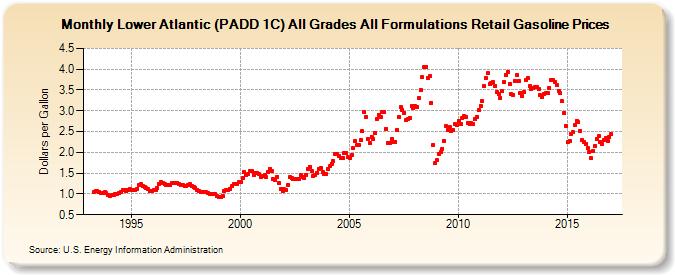 Monthly Lower Atlantic (PADD 1C) All Grades All Formulations Retail Gasoline Prices
Dollars per Gallon
4.5
4.0
3.5
3.0
2.5
2.0
1.5
1.0
0.5
1995 2000 2005 2010 2015
Source: U.S. Energy Information Administration